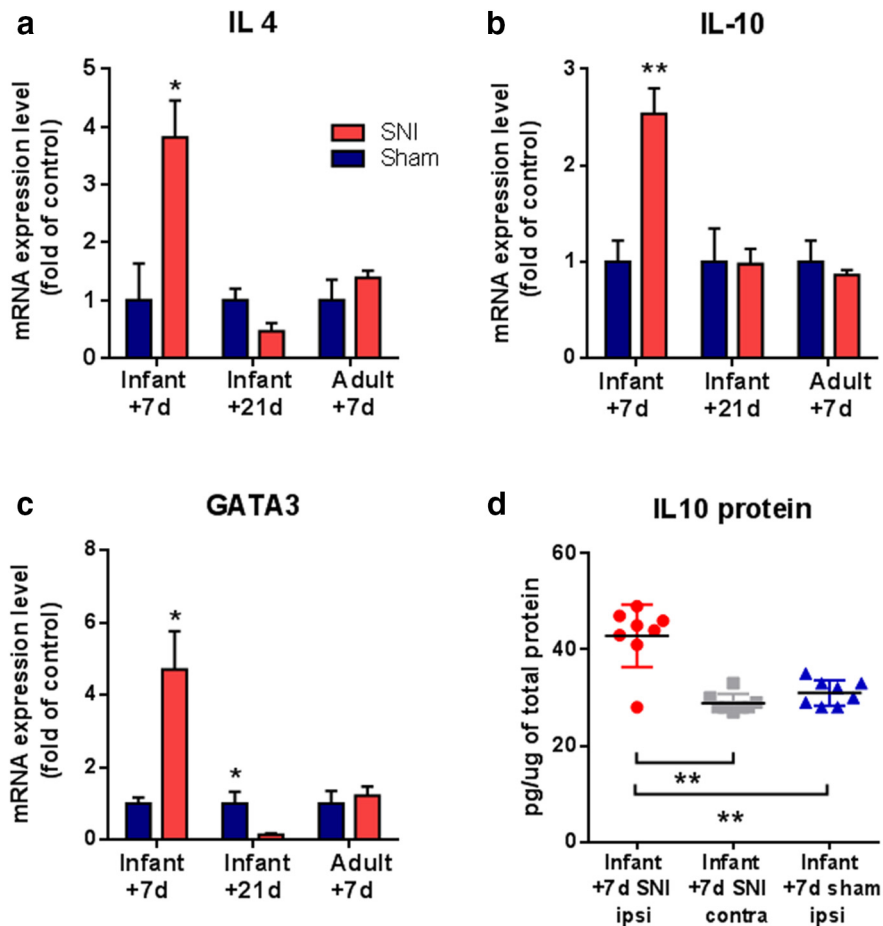 a
IL 4
mRNA expression level
(fold of control)
5
4
3
2
1
0
*
SNI
Sham
Infant
+7d
Infant
+21d
Adult
+7d
b
IL-10
mRNA expression level
(fold of control)
3
2
1
0
**
Infant
+7d
Infant
+21d
Adult
+7d
c
GATA3
mRNA expression level
(fold of control)
8
6
4
2
0
*
*
Infant
+7d
Infant
+21d
Adult
+7d
d
IL10 protein
pg/ug of total protein
60
40
20
0
**
**
Infant
+7d SNI
ipsi
Infant
+7d SNI
contra
Infant
+7d sham
ipsi